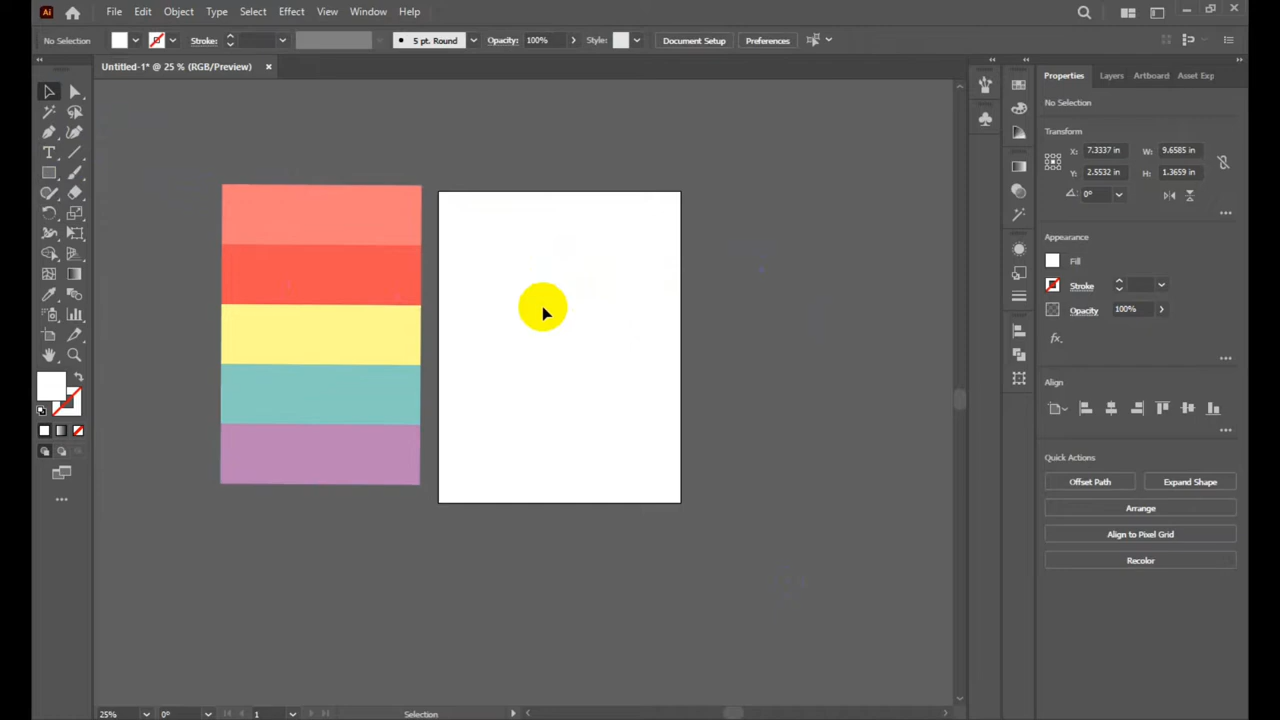 Ai File Edit Object Type Select Effect View Window Help
No Selection Stroke: 5 pt. Round Opacity: 100% Style: Document Setup Preferences
Untitled-1* @ 25 % (RGB/Preview) ×
Properties Layers Artboard Asset Exp
No Selection
Transform
X: 7.3337 in W: 9.6585 in
Y: 2.5532 in H: 1.3659 in
0°
Appearance
Fill
Stroke
Opacity 100%
fx.
Align
Quick Actions
Offset Path Expand Shape
Arrange
Align to Pixel Grid
Recolor
25% 0° 1 Selection